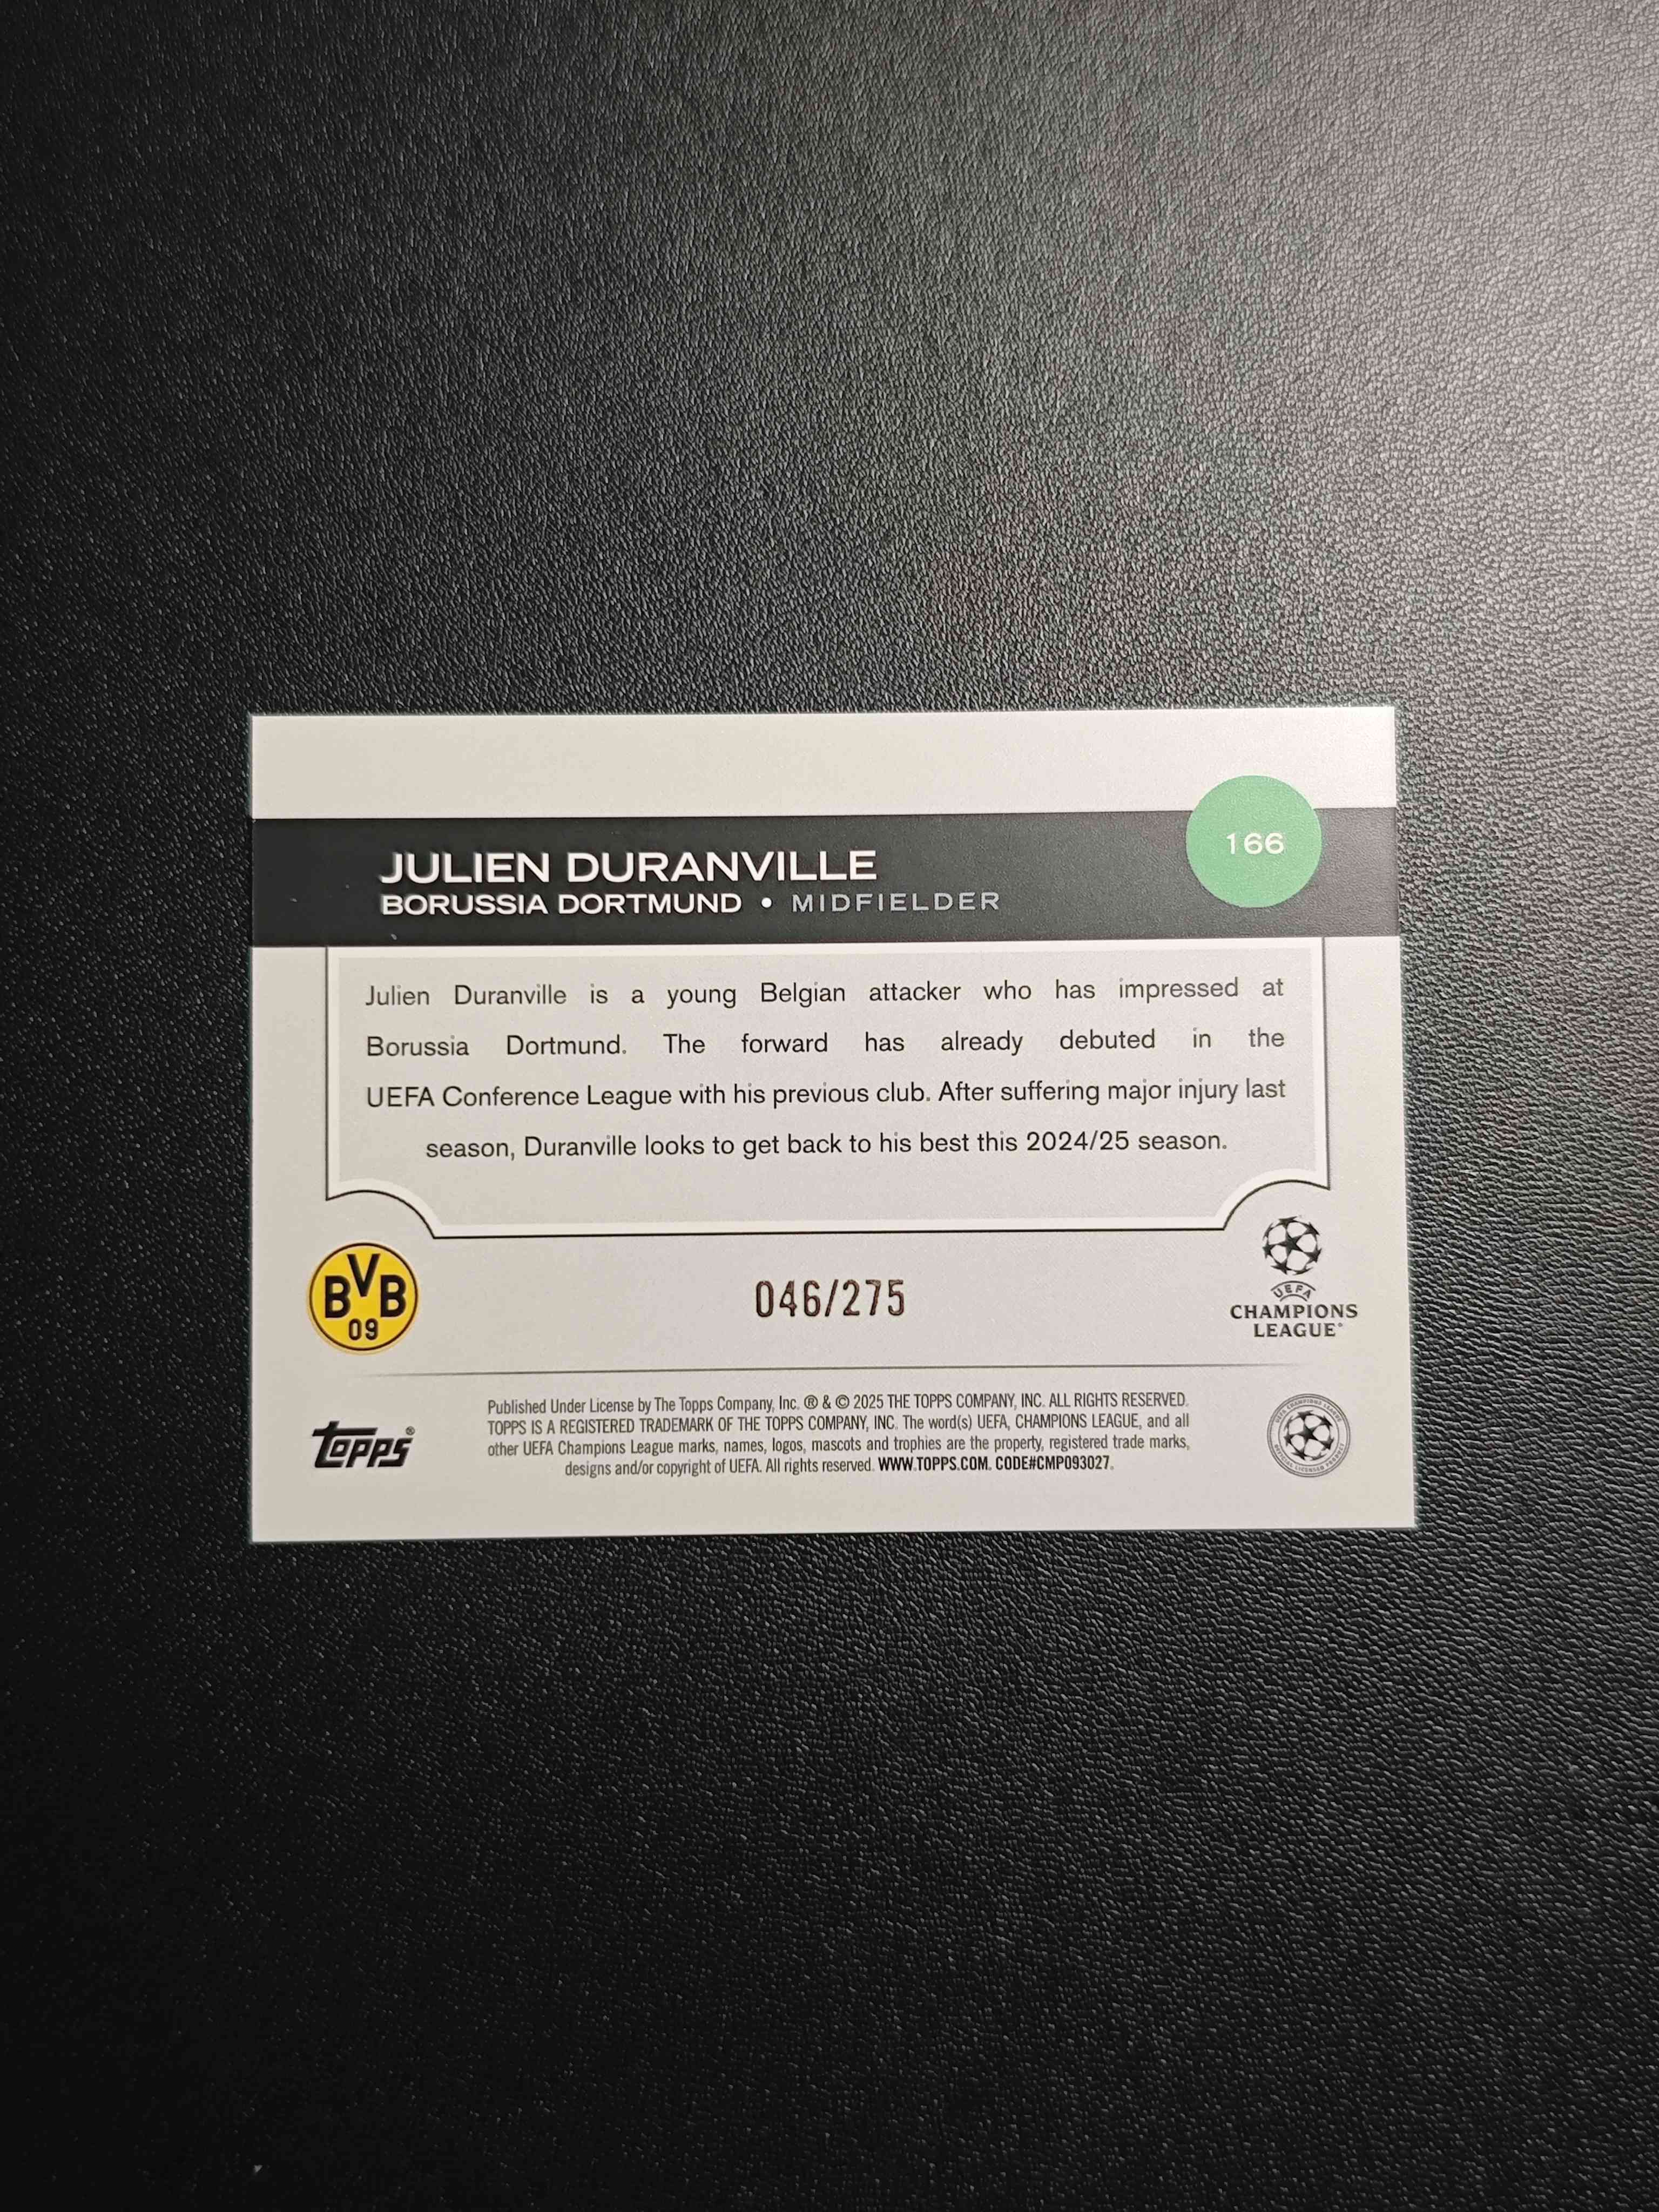 166
JULIEN DURANVILLE
BORUSSIA DORTMUND • MIDFIELDER
Julien Duranville is a young Belgian attacker who has impressed at
Borussia Dortmund. The forward has already debuted in the
UEFA Conference League with his previous club. After suffering major injury last
season, Duranville looks to get back to his best this 2024/25 season.
BVB
09
046/275
UEFA
CHAMPIONS
LEAGUE®
topps®
Published Under License by The Topps Company, Inc. ® & © 2025 THE TOPPS COMPANY, INC. ALL RIGHTS RESERVED.
TOPPS IS A REGISTERED TRADEMARK OF THE TOPPS COMPANY, INC. The word(s) UEFA, CHAMPIONS LEAGUE, and all
other UEFA Champions League marks, names, logos, mascots and trophies are the property, registered trade marks,
designs and/or copyright of UEFA. All rights reserved. WWW.TOPPS.COM. CODE#CMP093027.